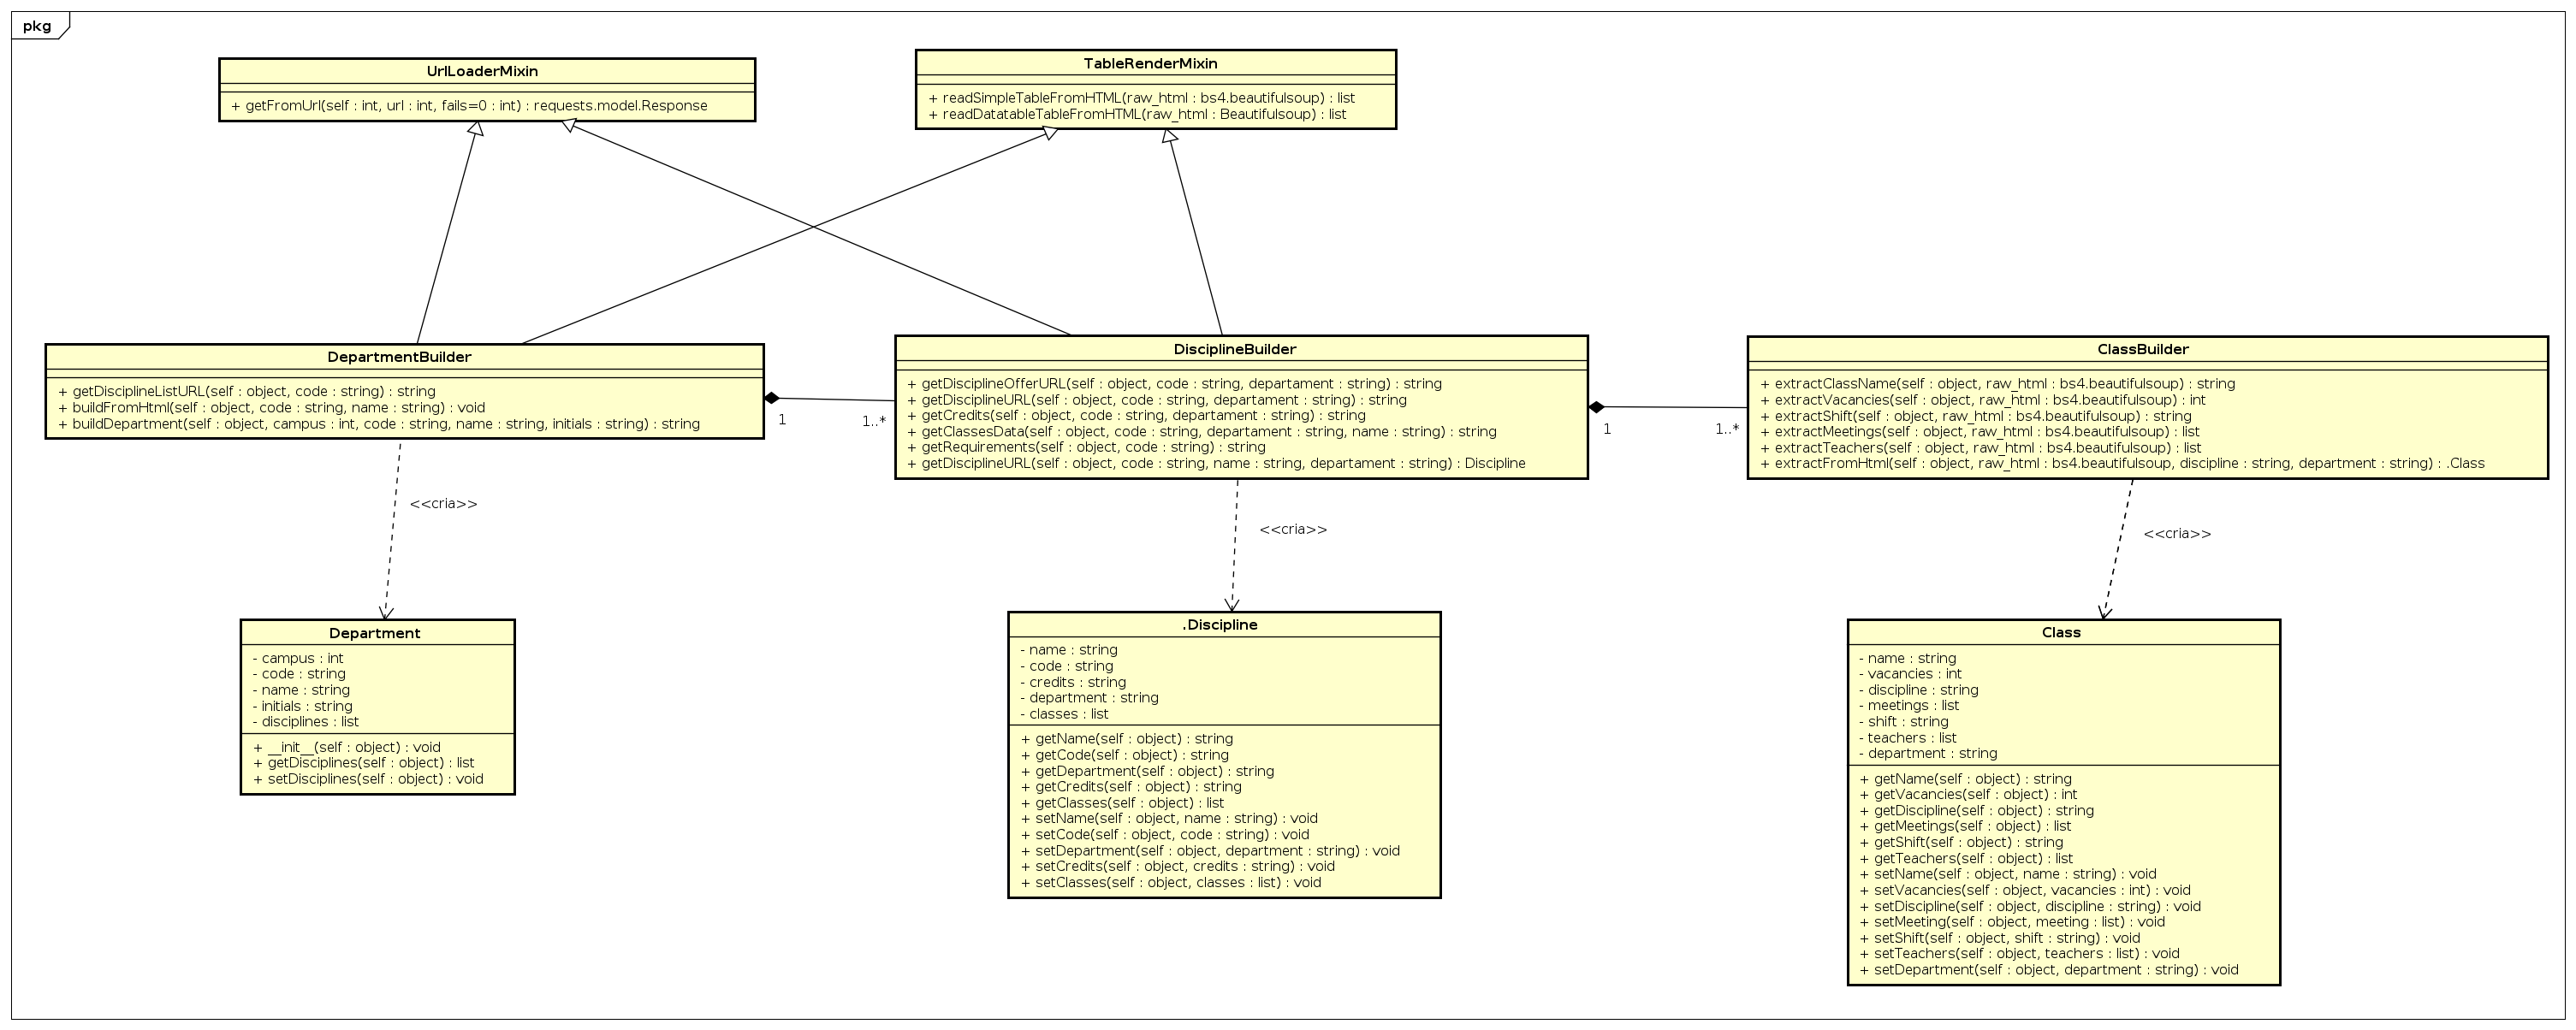 pkg
UrlLoaderMixin
+ getFromUrl(self : int, url : int, fails=0 : int) : requests.model.Response
TableRenderMixin
+ readSimpleTableFromHTML(raw_html : bs4.beautifulsoup) : list
+ readDatatableTableFromHTML(raw_html : Beautifulsoup) : list
DepartmentBuilder
+ getDisciplineListURL(self : object, code : string) : string
+ buildFromHtml(self : object, code : string, name : string) : void
+ buildDepartment(self : object, campus : int, code : string, name : string, initials : string) : string
1
1..*
DisciplineBuilder
+ getDisciplineOfferURL(self : object, code : string, departament : string) : string
+ getDisciplineURL(self : object, code : string, departament : string) : string
+ getCredits(self : object, code : string, departament : string) : string
+ getClassesData(self : object, code : string, departament : string, name : string) : string
+ getRequirements(self : object, code : string) : string
+ getDisciplineURL(self : object, code : string, name : string, departament : string) : Discipline
1
1..*
ClassBuilder
+ extractClassName(self : object, raw_html : bs4.beautifulsoup) : string
+ extractVacancies(self : object, raw_html : bs4.beautifulsoup) : int
+ extractShift(self : object, raw_html : bs4.beautifulsoup) : string
+ extractMeetings(self : object, raw_html : bs4.beautifulsoup) : list
+ extractTeachers(self : object, raw_html : bs4.beautifulsoup) : list
+ extractFromHtml(self : object, raw_html : bs4.beautifulsoup, discipline : string, department : string) : .Class
<<cria>>
<<cria>>
<<cria>>
Department
- campus : int
- code : string
- name : string
- initials : string
- disciplines : list
+ __init__(self : object) : void
+ getDisciplines(self : object) : list
+ setDisciplines(self : object) : void
.Discipline
- name : string
- code : string
- credits : string
- department : string
- classes : list
+ getName(self : object) : string
+ getCode(self : object) : string
+ getDepartment(self : object) : string
+ getCredits(self : object) : string
+ getClasses(self : object) : list
+ setName(self : object, name : string) : void
+ setCode(self : object, code : string) : void
+ setDepartment(self : object, department : string) : void
+ setCredits(self : object, credits : string) : void
+ setClasses(self : object, classes : list) : void
Class
- name : string
- vacancies : int
- discipline : string
- meetings : list
- shift : string
- teachers : list
- department : string
+ getName(self : object) : string
+ getVacancies(self : object) : int
+ getDiscipline(self : object) : string
+ getMeetings(self : object) : list
+ getShift(self : object) : string
+ getTeachers(self : object) : list
+ setName(self : object, name : string) : void
+ setVacancies(self : object, vacancies : int) : void
+ setDiscipline(self : object, discipline : string) : void
+ setMeeting(self : object, meeting : list) : void
+ setShift(self : object, shift : string) : void
+ setTeachers(self : object, teachers : list) : void
+ setDepartment(self : object, department : string) : void